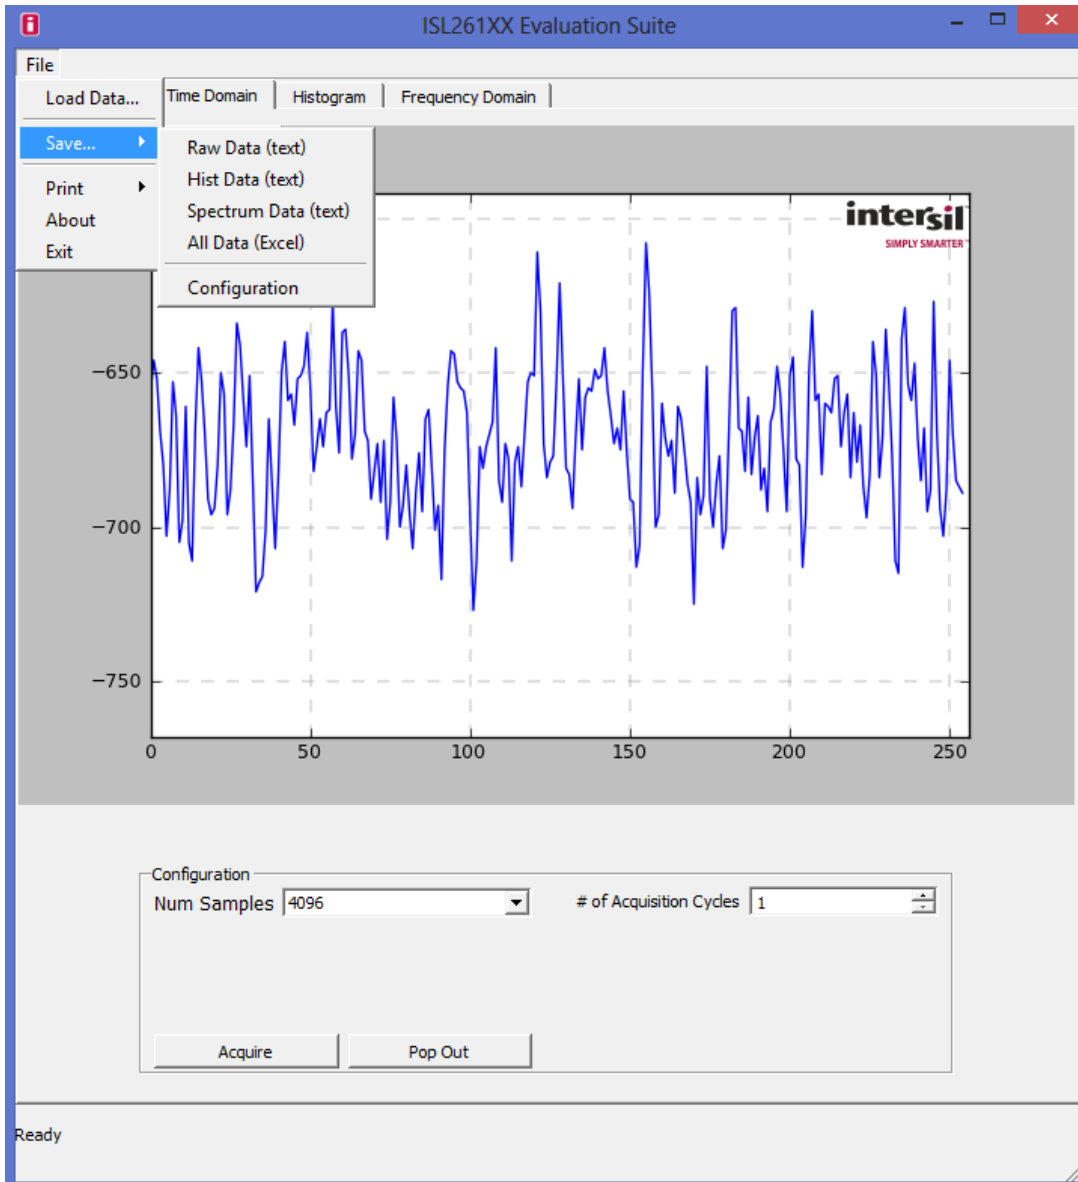 ISL261XX Evaluation Suite
File
Load Data...
Time Domain
Histogram
Frequency Domain
Save...
Raw Data (text)
Hist Data (text)
Spectrum Data (text)
All Data (Excel)
Configuration
Print
About
Exit
intersil
SIMPLY SMARTER™
−650
−700
−750
0 50 100 150 200 250
Configuration
Num Samples 4096 # of Acquisition Cycles 1
Acquire Pop Out
Ready